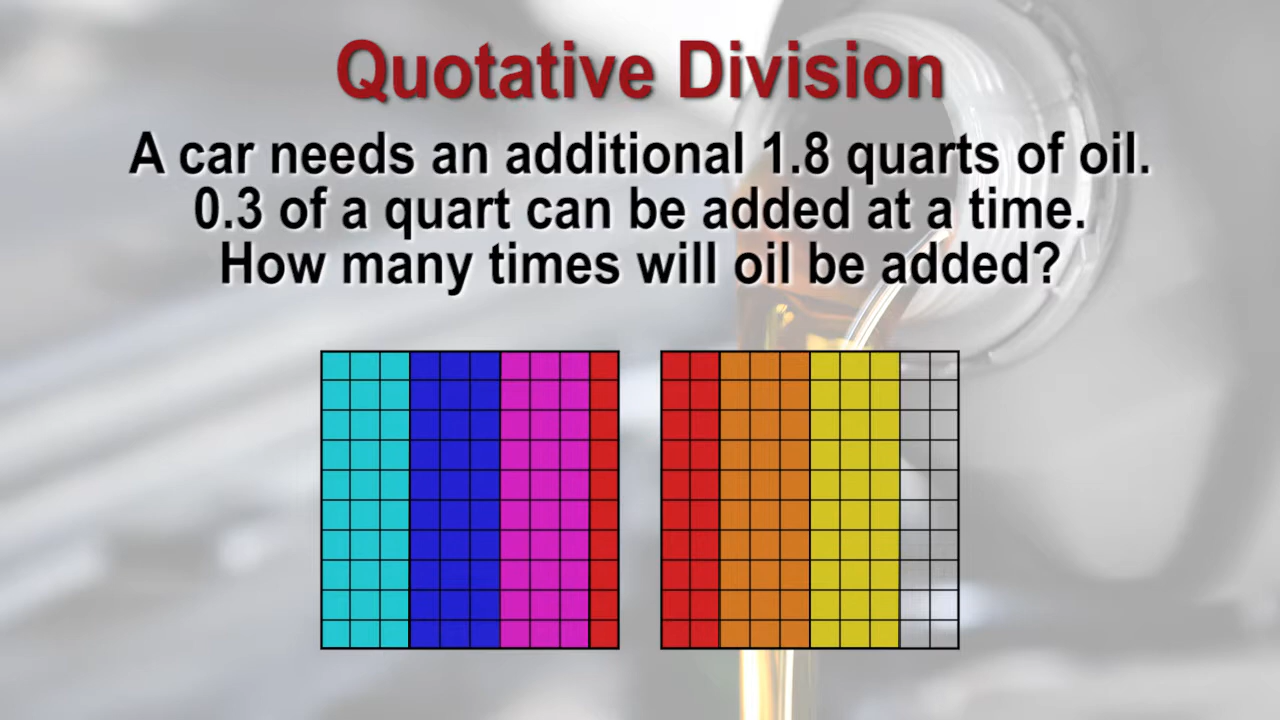 Quotative Division
A car needs an additional 1.8 quarts of oil.
0.3 of a quart can be added at a time.
How many times will oil be added?